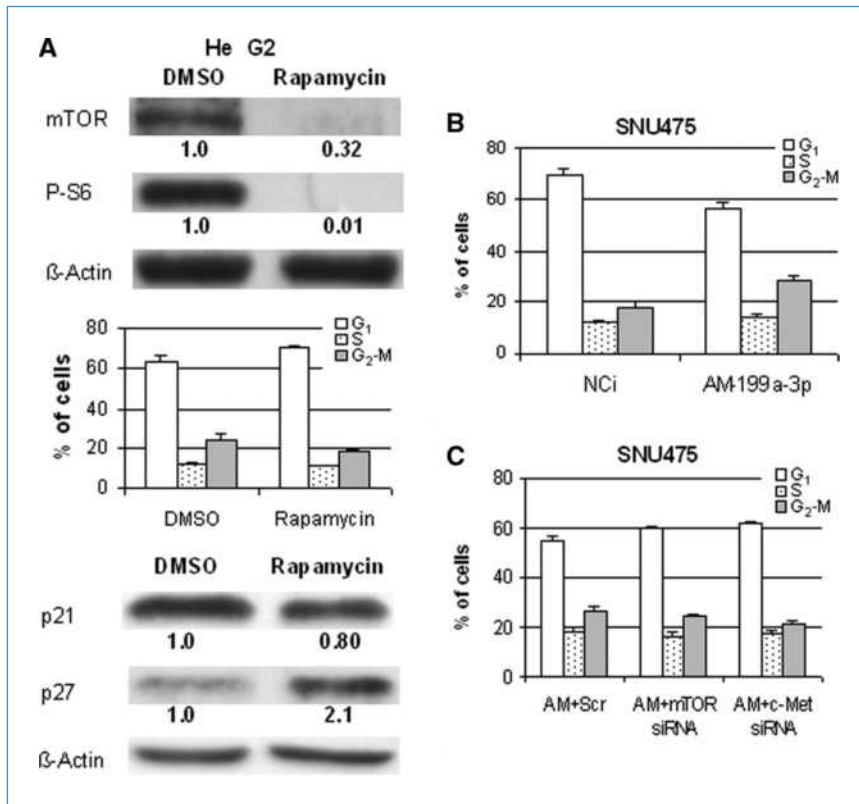 A
He G2
DMSO Rapamycin
mTOR
1.0 0.32
P-S6
1.0 0.01
ß-Actin
80
60
40
20
0
% of cells
G1
S
G2-M
DMSO Rapamycin
DMSO Rapamycin
p21
1.0 0.80
p27
1.0 2.1
ß-Actin
B
SNU475
80
60
40
20
0
% of cells
G1
S
G2-M
NCi AM-199a-3p
C
SNU475
80
60
40
20
0
% of cells
G1
S
G2-M
AM+Scr AM+mTOR AM+c-Met
siRNA siRNA